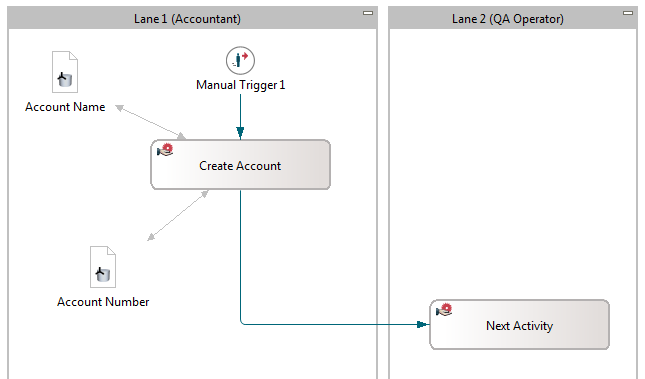 Lane 1 (Accountant)
Lane 2 (QA Operator)
Manual Trigger 1
Account Name
Create Account
Account Number
Next Activity